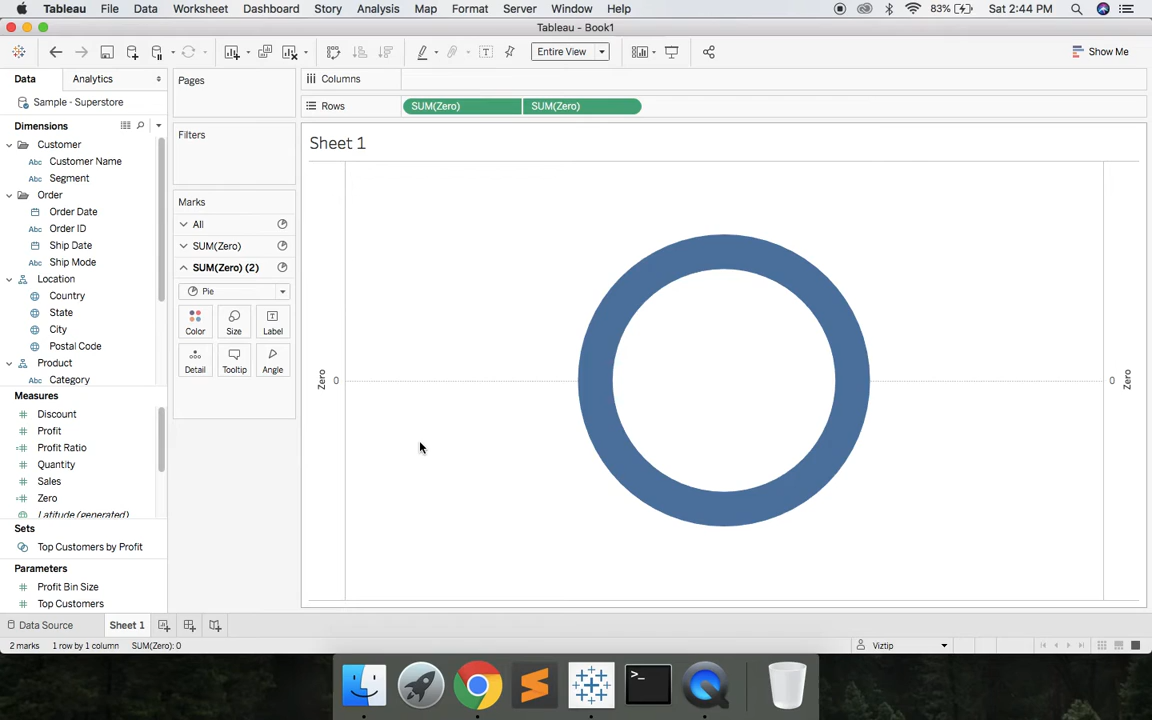 Tableau File Data Worksheet Dashboard Story Analysis Map Format Server Window Help 83% Sat 2:44 PM
Tableau - Book1
Entire View Show Me
Data Analytics
Sample - Superstore
Dimensions
Customer
Abc Customer Name
Abc Segment
Order
Order Date
Abc Order ID
Ship Date
Abc Ship Mode
Location
Country
State
City
Postal Code
Product
Abc Category
Measures
Discount
Profit
Profit Ratio
Quantity
Sales
Zero
Latitude (generated)
Sets
Top Customers by Profit
Parameters
Profit Bin Size
Top Customers
Pages
Filters
Marks
All
SUM(Zero)
SUM(Zero) (2)
Pie
Color Size Label
Detail Tooltip Angle
Columns
Rows SUM(Zero) SUM(Zero)
Sheet 1
Zero 0 0 Zero
Data Source Sheet 1
2 marks 1 row by 1 column SUM(Zero): 0 Viztip